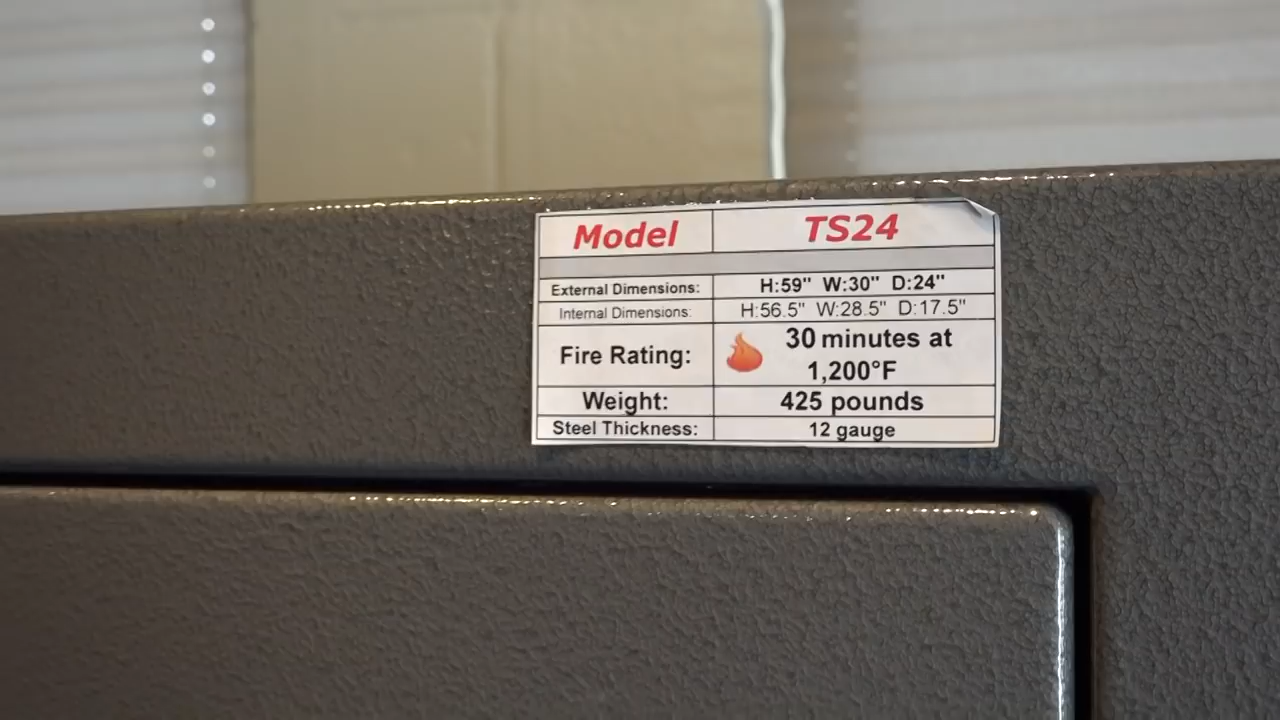 Model TS24
External Dimensions: H:59" W:30" D:24"
Internal Dimensions: H:56.5" W:28.5" D:17.5"
Fire Rating: 30 minutes at
1,200°F
Weight: 425 pounds
Steel Thickness: 12 gauge